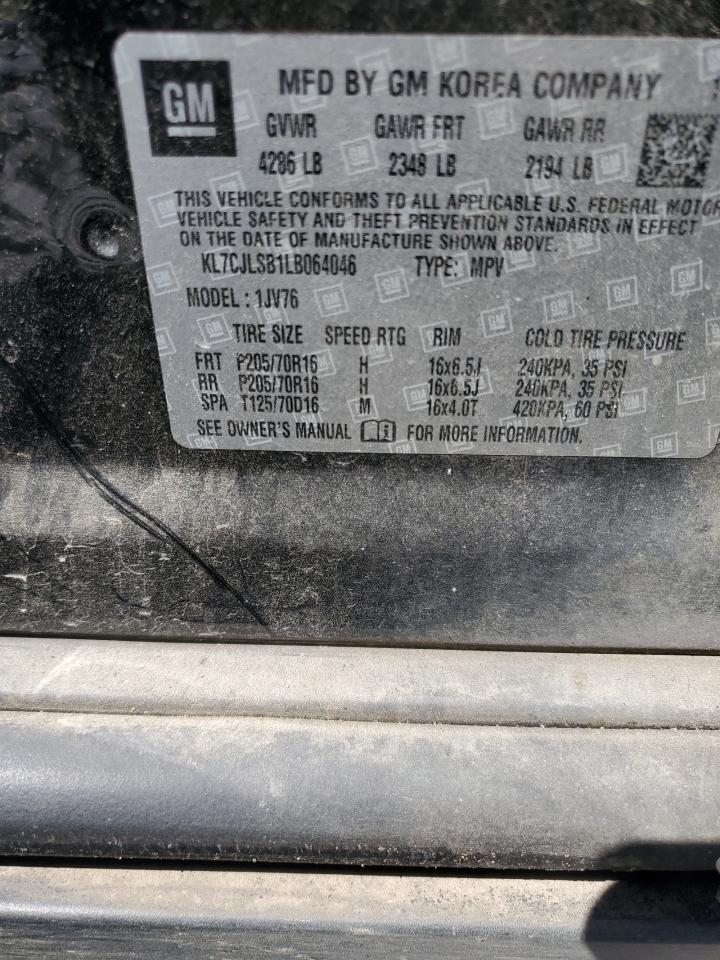 GM
MFD BY GM KOREA COMPANY
GVWR GAWR FRT GAWR RR
4286 LB 2348 LB 2194 LB
THIS VEHICLE CONFORMS TO ALL APPLICABLE U.S. FEDERAL MOTOR
VEHICLE SAFETY AND THEFT PREVENTION STANDARDS IN EFFECT
ON THE DATE OF MANUFACTURE SHOWN ABOVE.
KL7CJLSB1LB064046 TYPE: MPV
MODEL : 1JV76
TIRE SIZE SPEED RTG RIM COLD TIRE PRESSURE
FRT P205/70R16 H 16x6.5J 240KPA, 35 PSI
RR P205/70R16 H 16x6.5J 240KPA, 35 PSI
SPA T125/70D16 M 16x4.0T 420KPA, 60 PSI
SEE OWNER'S MANUAL FOR MORE INFORMATION.